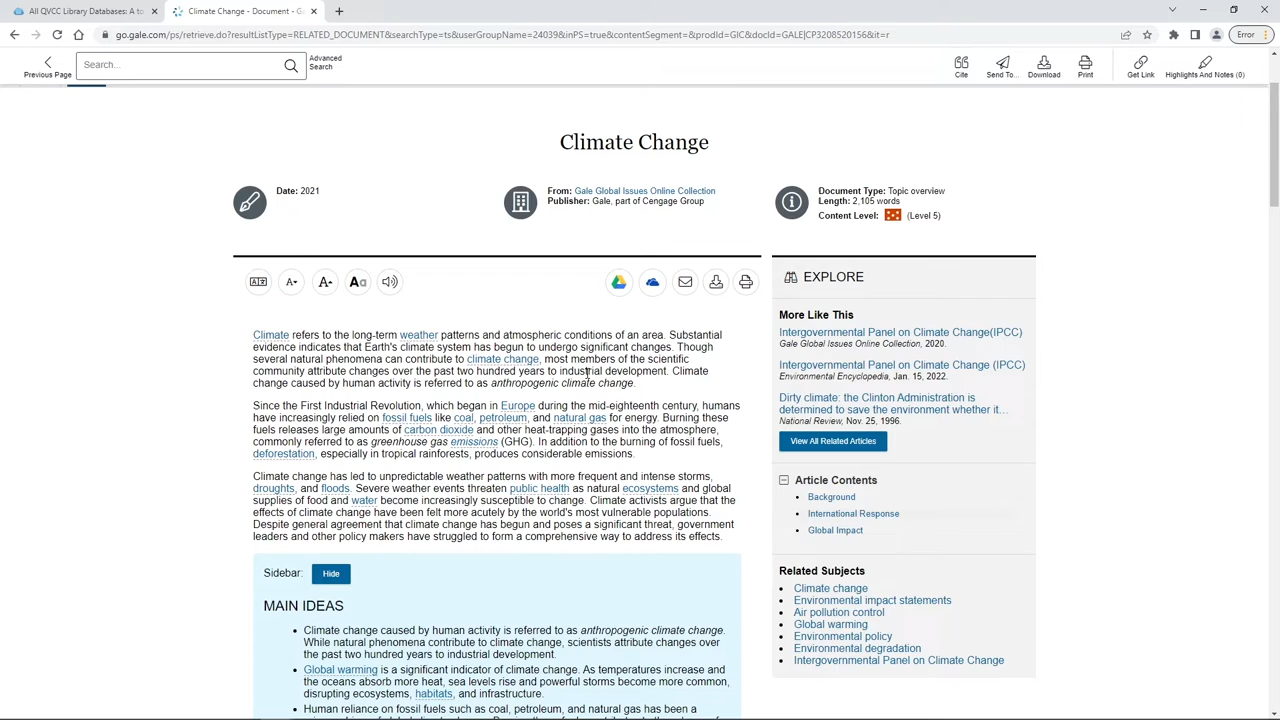 All QVCC Library Databases: A to
Climate Change - Document - G
go.gale.com/ps/retrieve.do?resultListType=RELATED_DOCUMENT&searchType=ts&userGroupName=24039&inPS=true&contentSegment=&prodId=GIC&docId=GALE|CP3208520156&it=r
Error
Previous Page
Search...
Advanced
Search
Cite
Send To...
Download
Print
Get Link
Highlights And Notes (0)
Climate Change
Date: 2021
From: Gale Global Issues Online Collection
Publisher: Gale, part of Cengage Group
Document Type: Topic overview
Length: 2,105 words
Content Level: (Level 5)
A
A
Aa
Climate refers to the long-term weather patterns and atmospheric conditions of an area. Substantial
evidence indicates that Earth's climate system has begun to undergo significant changes. Though
several natural phenomena can contribute to climate change, most members of the scientific
community attribute changes over the past two hundred years to industrial development. Climate
change caused by human activity is referred to as anthropogenic climate change.
Since the First Industrial Revolution, which began in Europe during the mid-eighteenth century, humans
have increasingly relied on fossil fuels like coal, petroleum, and natural gas for energy. Burning these
fuels releases large amounts of carbon dioxide and other heat-trapping gases into the atmosphere,
commonly referred to as greenhouse gas emissions (GHG). In addition to the burning of fossil fuels,
deforestation, especially in tropical rainforests, produces considerable emissions.
Climate change has led to unpredictable weather patterns with more frequent and intense storms,
droughts, and floods. Severe weather events threaten public health as natural ecosystems and global
supplies of food and water become increasingly susceptible to change. Climate activists argue that the
effects of climate change have been felt more acutely by the world's most vulnerable populations.
Despite general agreement that climate change has begun and poses a significant threat, government
leaders and other policy makers have struggled to form a comprehensive way to address its effects.
Sidebar: Hide
MAIN IDEAS
• Climate change caused by human activity is referred to as anthropogenic climate change.
While natural phenomena contribute to climate change, scientists attribute changes over
the past two hundred years to industrial development.
• Global warming is a significant indicator of climate change. As temperatures increase and
the oceans absorb more heat, sea levels rise and powerful storms become more common,
disrupting ecosystems, habitats, and infrastructure.
• Human reliance on fossil fuels such as coal, petroleum, and natural gas has been a
EXPLORE
More Like This
Intergovernmental Panel on Climate Change(IPCC)
Gale Global Issues Online Collection, 2020.
Intergovernmental Panel on Climate Change (IPCC)
Environmental Encyclopedia, Jan. 15, 2022.
Dirty climate: the Clinton Administration is
determined to save the environment whether it…
National Review, Nov. 25, 1996.
View All Related Articles
Article Contents
• Background
• International Response
• Global Impact
Related Subjects
• Climate change
• Environmental impact statements
• Air pollution control
• Global warming
• Environmental policy
• Environmental degradation
• Intergovernmental Panel on Climate Change